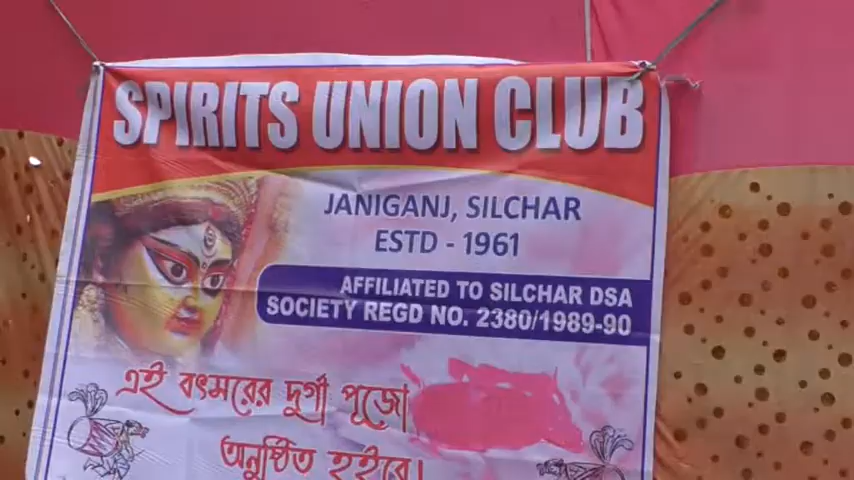 SPIRITS UNION CLUB
JANIGANJ, SILCHAR
ESTD - 1961
AFFILIATED TO SILCHAR DSA
SOCIETY REGD NO. 2380/1989-90
এই বৎসরের দুর্গা পূজো
অনুষ্ঠিত হইবে।